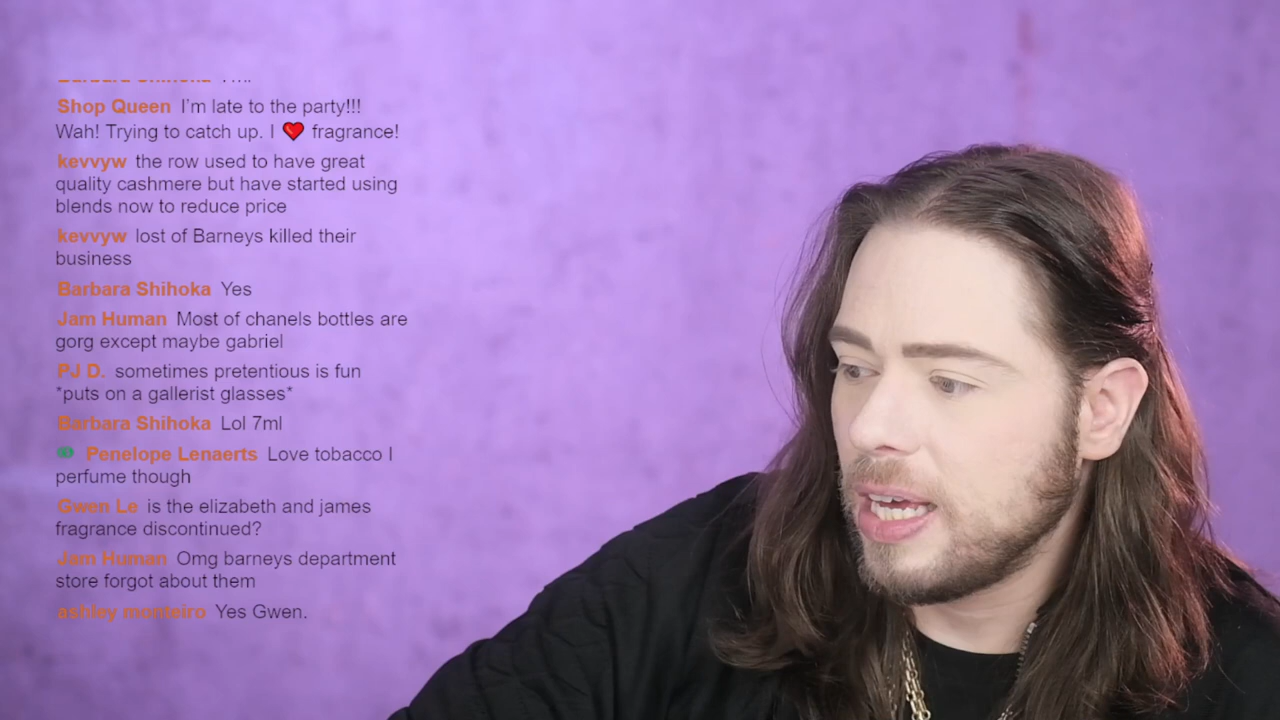 Shop Queen I'm late to the party!!!
Wah! Trying to catch up. I ❤️ fragrance!
kevvyw the row used to have great
quality cashmere but have started using
blends now to reduce price
kevvyw lost of Barneys killed their
business
Barbara Shihoka Yes
Jam Human Most of chanels bottles are
gorg except maybe gabriel
PJ D. sometimes pretentious is fun
*puts on a gallerist glasses*
Barbara Shihoka Lol 7ml
Penelope Lenaerts Love tobacco I
perfume though
Gwen Le is the elizabeth and james
fragrance discontinued?
Jam Human Omg barneys department
store forgot about them
ashley monteiro Yes Gwen.